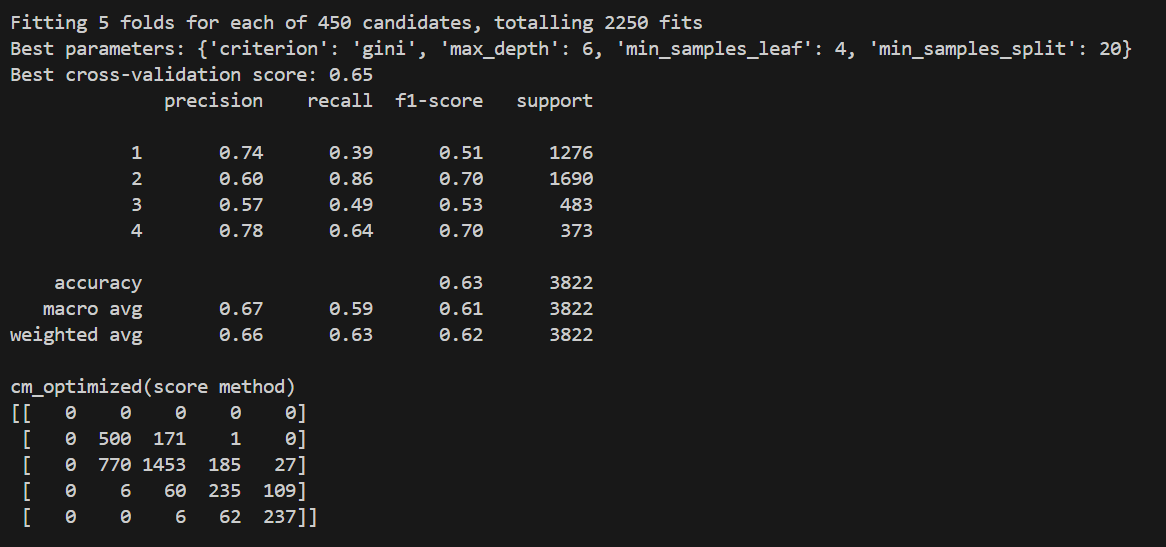 Fitting 5 folds for each of 450 candidates, totalling 2250 fits
Best parameters: {'criterion': 'gini', 'max_depth': 6, 'min_samples_leaf': 4, 'min_samples_split': 20}
Best cross-validation score: 0.65
              precision    recall  f1-score   support

           1       0.74      0.39      0.51      1276
           2       0.60      0.86      0.70      1690
           3       0.57      0.49      0.53       483
           4       0.78      0.64      0.70       373

    accuracy                           0.63      3822
   macro avg       0.67      0.59      0.61      3822
weighted avg       0.66      0.63      0.62      3822

cm_optimized(score method)
[[   0    0    0    0    0]
 [   0  500  171    1    0]
 [   0  770 1453  185   27]
 [   0    6   60  235  109]
 [   0    0    6   62  237]]